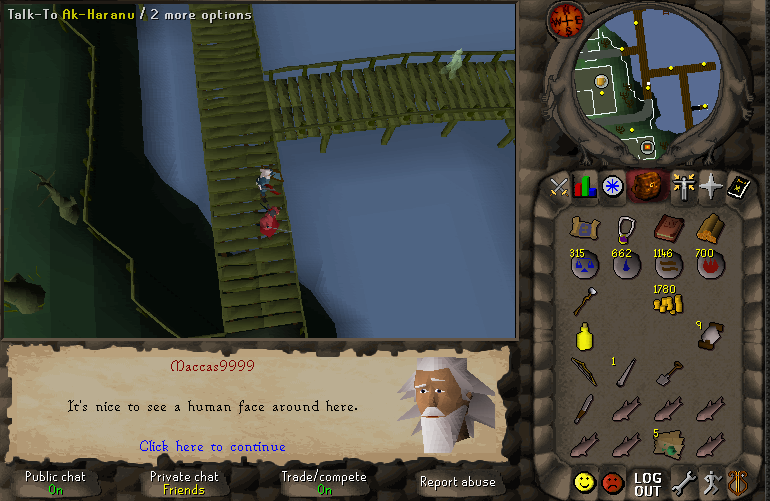 Talk-To Ak-Haranu / 2 more options
R
W E
S
315 662 1146 700
1780
9
1
5
Maccas9999
It's nice to see a human face around here.
Click here to continue
Public chat
On
Private chat
Friends
Trade/compete
On
Report abuse
LOG
OUT